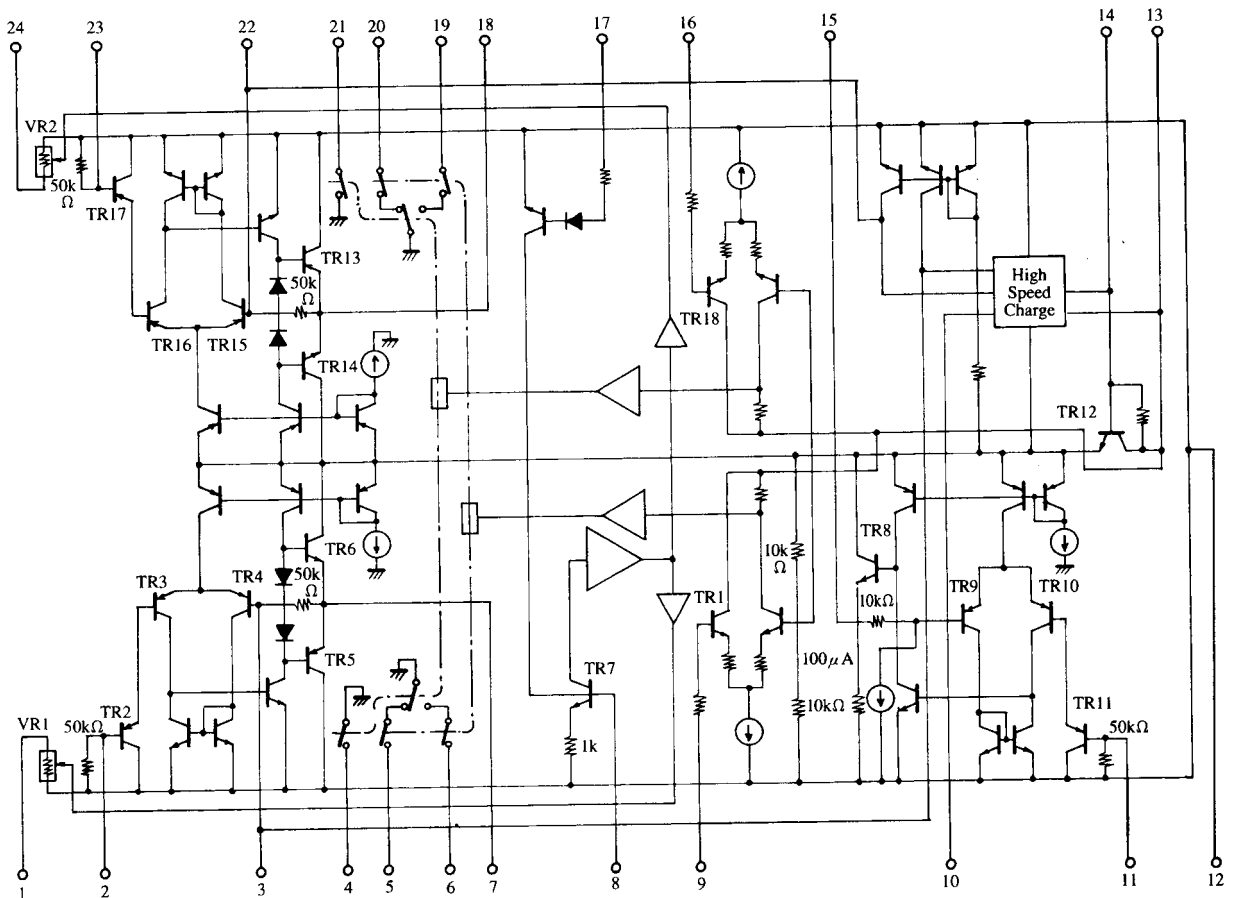 24
23
22
21
20
19
18
17
16
15
14
13
VR2
50k
Ω
TR17
TR13
50k
Ω
TR16
TR15
TR14
TR18
High
Speed
Charge
TR12
TR6
50k
Ω
TR3
TR4
TR5
10k
Ω
TR8
10kΩ
TR9
TR10
TR1
100μA
TR7
TR2
VR1
50kΩ
1k
10kΩ
TR11
50kΩ
1
2
3
4
5
6
7
8
9
10
11
12